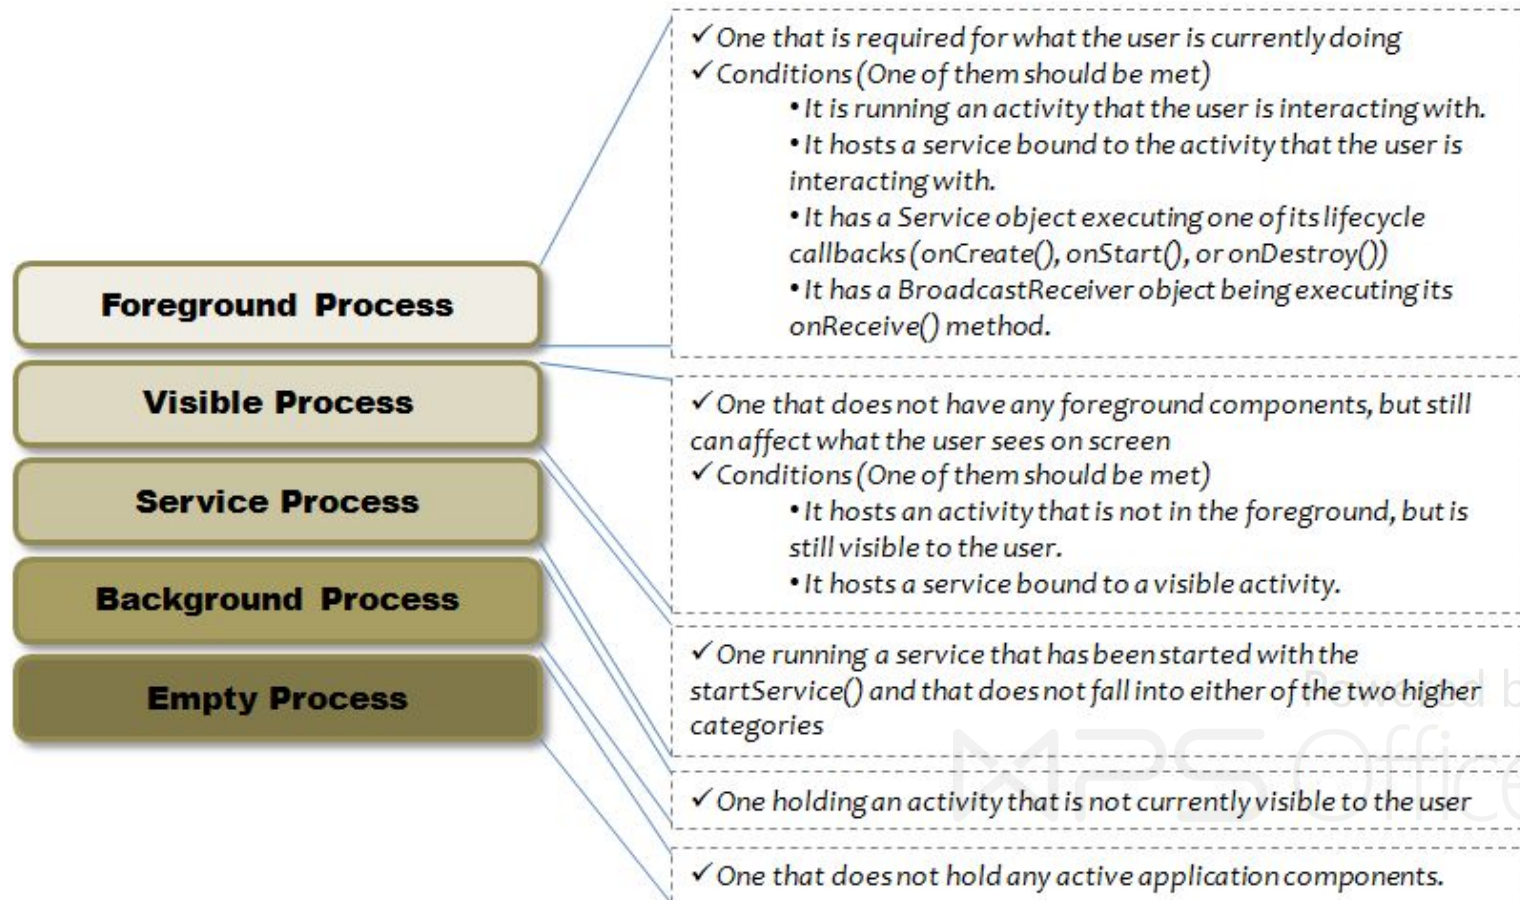 Foreground Process
Visible Process
Service Process
Background Process
Empty Process
✓ One that is required for what the user is currently doing
✓ Conditions (One of them should be met)
• It is running an activity that the user is interacting with.
• It hosts a service bound to the activity that the user is
interacting with.
• It has a Service object executing one of its lifecycle
callbacks (onCreate(), onStart(), or onDestroy())
• It has a BroadcastReceiver object being executing its
onReceive() method.
✓ One that does not have any foreground components, but still
can affect what the user sees on screen
✓ Conditions (One of them should be met)
• It hosts an activity that is not in the foreground, but is
still visible to the user.
• It hosts a service bound to a visible activity.
✓ One running a service that has been started with the
startService() and that does not fall into either of the two higher
categories
✓ One holding an activity that is not currently visible to the user
✓ One that does not hold any active application components.
Powered b
Office